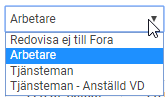 Arbetare
Redovisa ej till Fora
Arbetare
Tjänsteman
Tjänsteman - Anställd VD